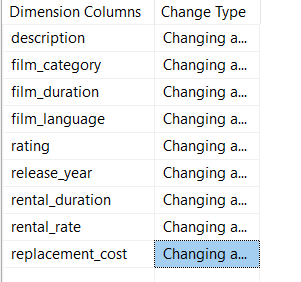 Dimension Columns Change Type
description Changing a...
film_category Changing a...
film_duration Changing a...
film_language Changing a...
rating Changing a...
release_year Changing a...
rental_duration Changing a...
rental_rate Changing a...
replacement_cost Changing a...